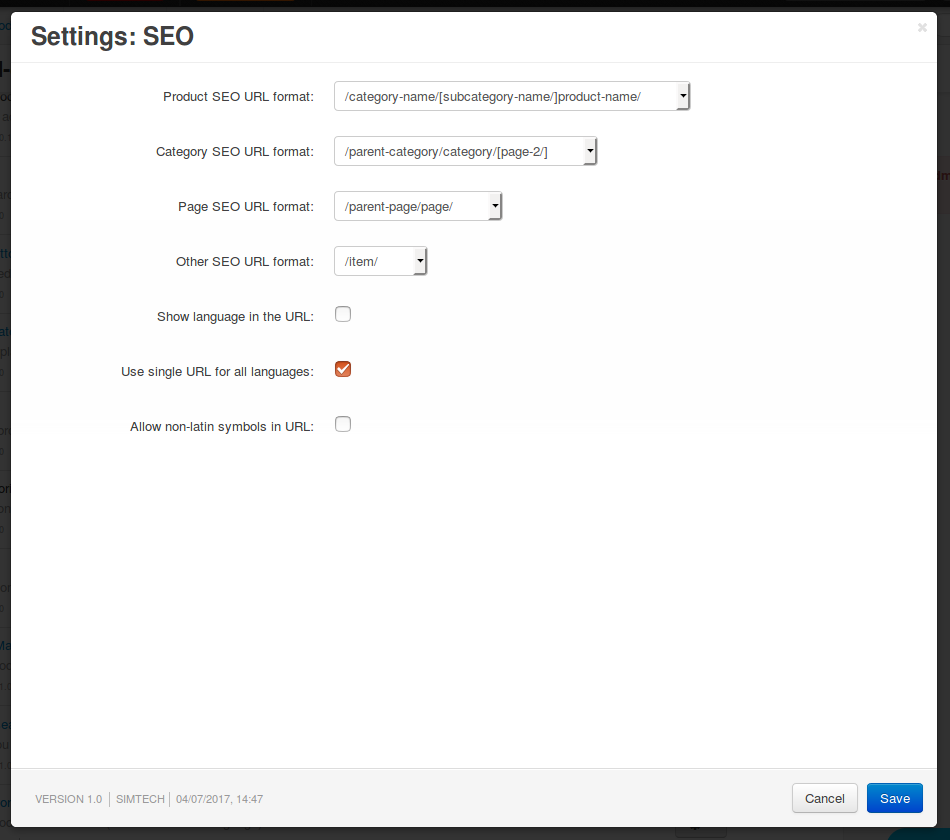 Settings: SEO
Product SEO URL format: /category-name/[subcategory-name/]product-name/
Category SEO URL format: /parent-category/category/[page-2/]
Page SEO URL format: /parent-page/page/
Other SEO URL format: /item/
Show language in the URL:
Use single URL for all languages:
Allow non-latin symbols in URL:
VERSION 1.0 | SIMTECH | 04/07/2017, 14:47 Cancel Save